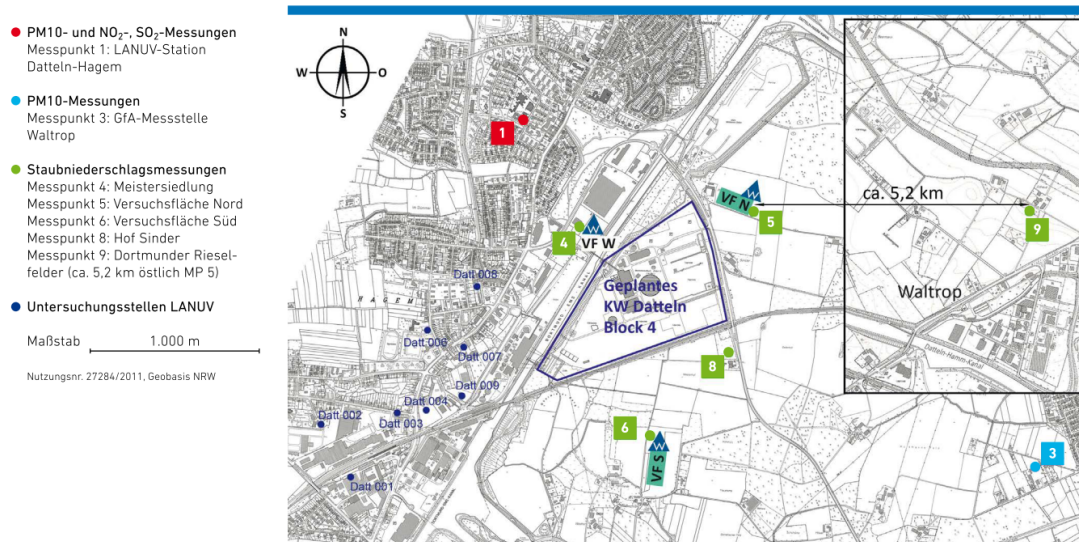 PM10- und NO₂-, SO₂-Messungen
Messpunkt 1: LANUV-Station
Datteln-Hagem
PM10-Messungen
Messpunkt 3: GfA-Messstelle
Waltrop
Staubniederschlagsmessungen
Messpunkt 4: Meistersiedlung
Messpunkt 5: Versuchsfläche Nord
Messpunkt 6: Versuchsfläche Süd
Messpunkt 8: Hof Sinder
Messpunkt 9: Dortmunder Riesel-
felder (ca. 5,2 km östlich MP 5)
Untersuchungsstellen LANUV
Maßstab 1.000 m
Nutzungsnr. 27284/2011, Geobasis NRW
N
W O
S
1
VF N
5
ca. 5,2 km
9
4
VF W
Datt 008
HAGEM
Geplantes
KW Datteln
Block 4
Waltrop
Datt 006
Datt 007
8
Datteln-Hamm-Kanal
Datt 009
Datt 004
Datt 002
Datt 003
6
VF S
3
Datt 001